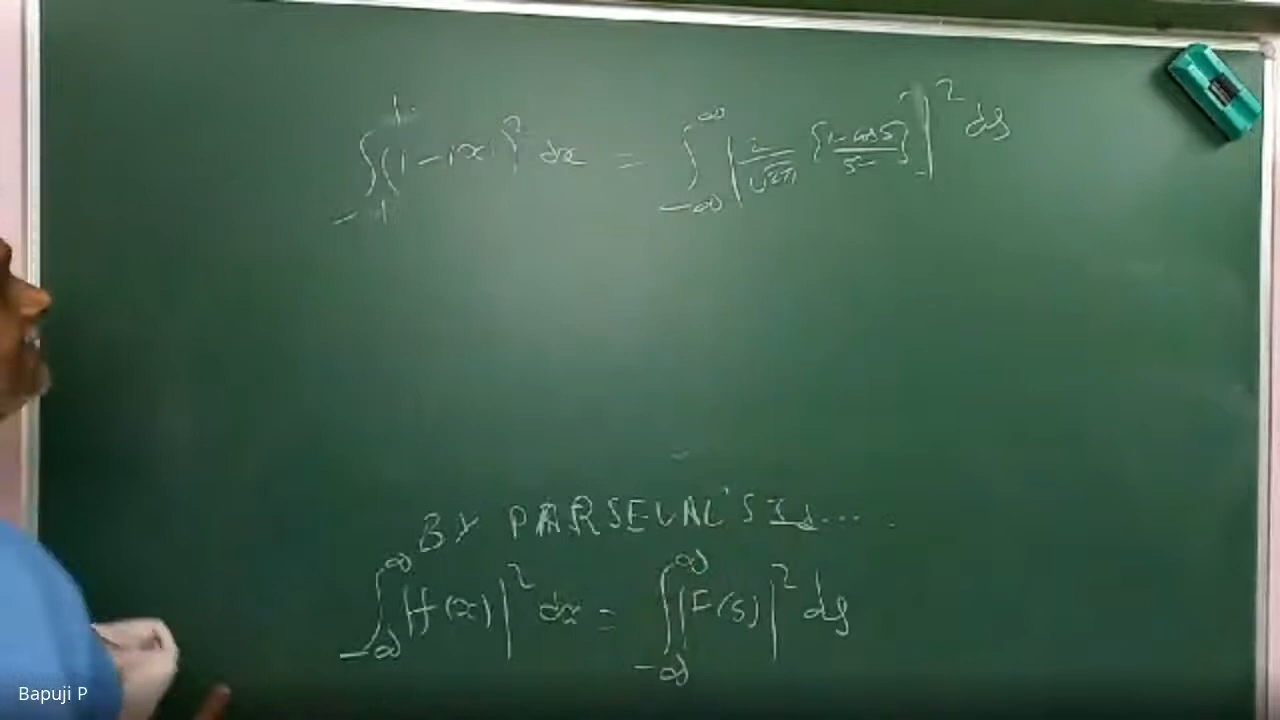 ∫_{-1}^{1} (1-|x|)² dx = ∫_{-∞}^{∞} | 2/√2π { 1-cos s / s² } |² ds
BY PARSEVAL'S Id....
∫_{-∞}^{∞} |f(x)|² dx = ∫_{-∞}^{∞} |F(s)|² ds
Bapuji P